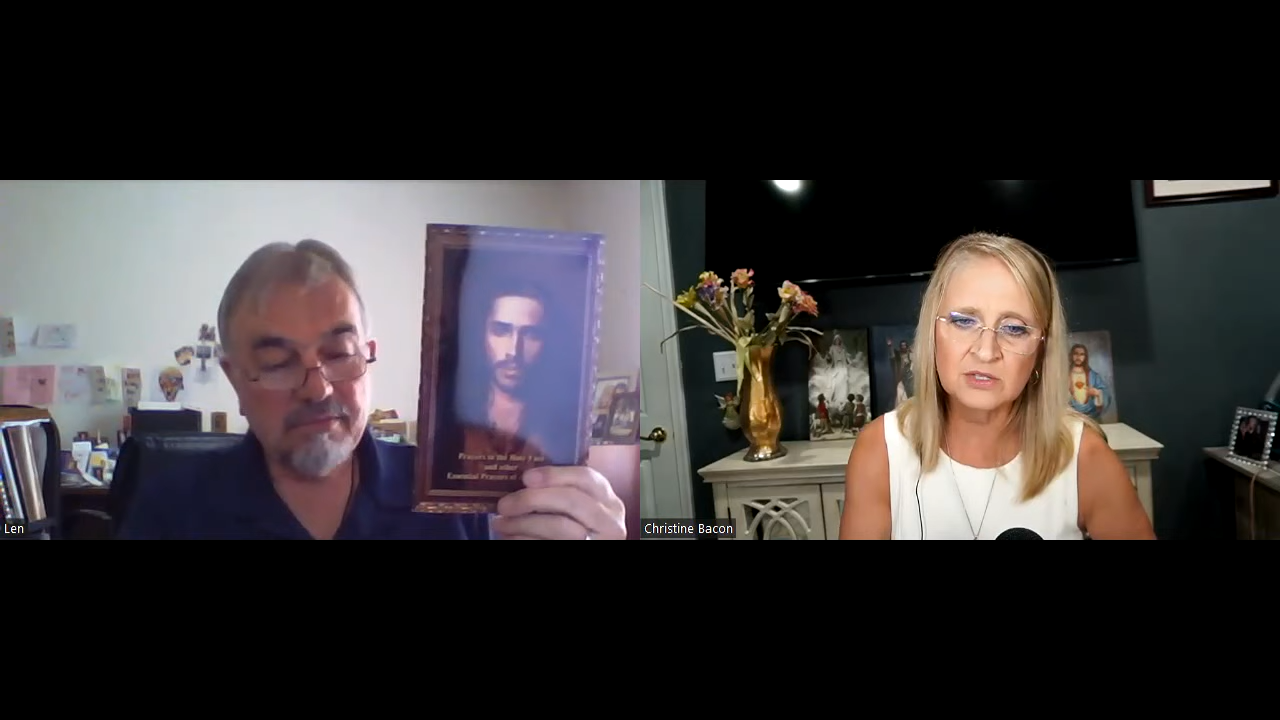 Prayers to the Holy Face
and other
Essential Prayers of
Len
Christine Bacon